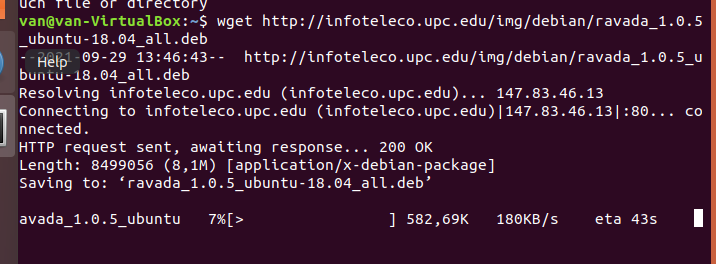 uch file or directory
van@van-VirtualBox:~$ wget http://infoteleco.upc.edu/img/debian/ravada_1.0.5
_ubuntu-18.04_all.deb
--2021-09-29 13:46:43--  http://infoteleco.upc.edu/img/debian/ravada_1.0.5_u
Help
buntu-18.04_all.deb
Resolving infoteleco.upc.edu (infoteleco.upc.edu)... 147.83.46.13
Connecting to infoteleco.upc.edu (infoteleco.upc.edu)|147.83.46.13|:80... co
nnected.
HTTP request sent, awaiting response... 200 OK
Length: 8499056 (8,1M) [application/x-debian-package]
Saving to: ‘ravada_1.0.5_ubuntu-18.04_all.deb’
avada_1.0.5_ubuntu   7%[>                ] 582,69K   180KB/s    eta 43s